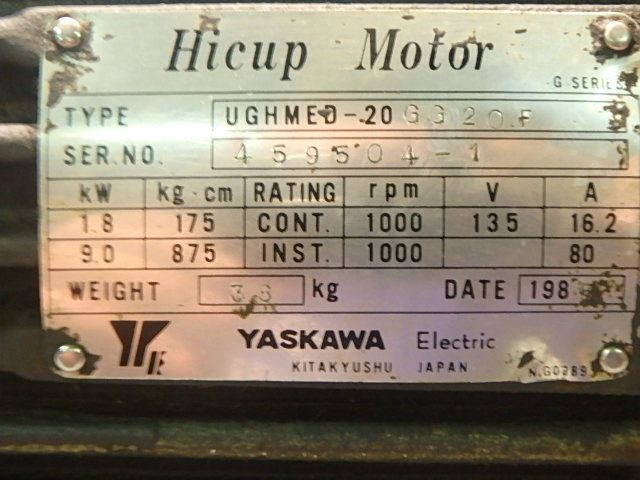 Hicup Motor
G SERIES
TYPE UGHMED-20GG20F
SER.NO. 459504-1
kW kg·cm RATING rpm V A
1.8 175 CONT. 1000 135 16.2
9.0 875 INST. 1000 80
WEIGHT kg DATE 198
YASKAWA Electric
KITAKYUSHU JAPAN